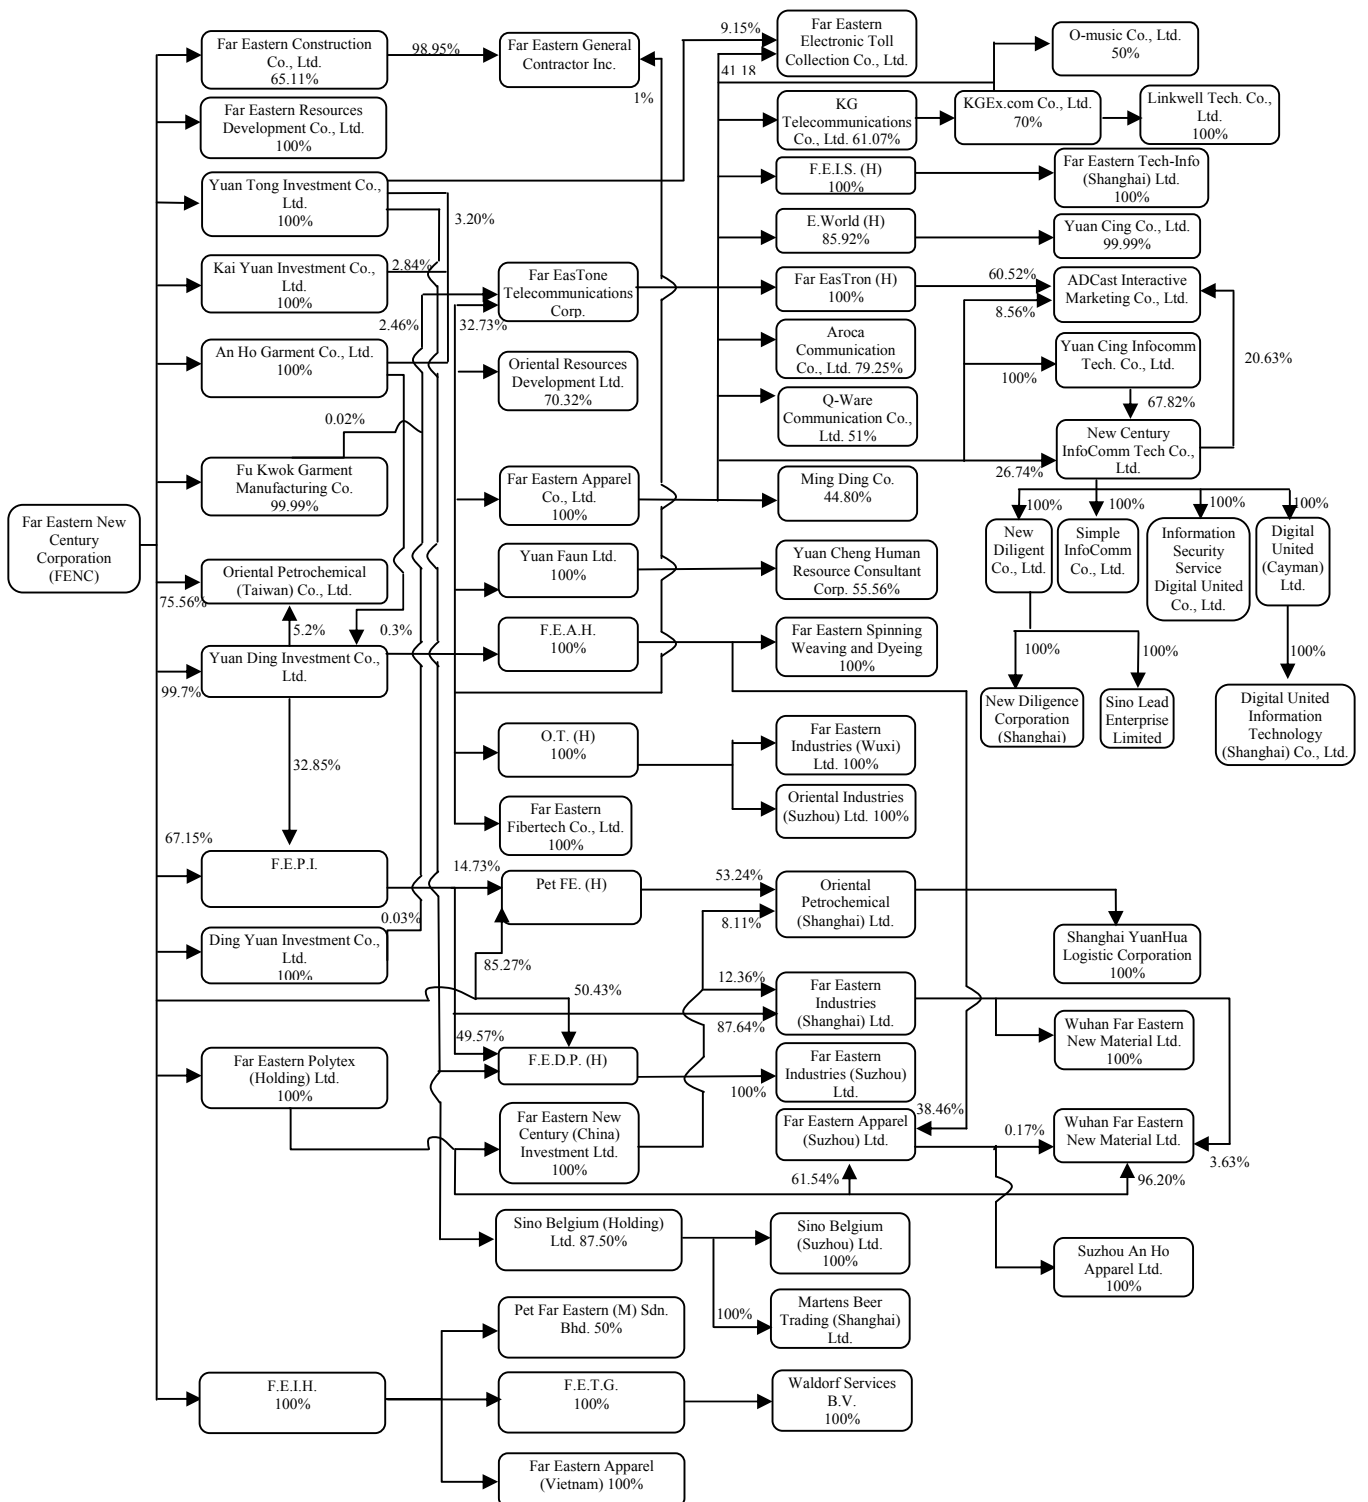 Far Eastern New
Century
Corporation
(FENC)
Far Eastern Construction
Co., Ltd.
65.11%
98.95%
Far Eastern General
Contractor Inc.
1%
Far Eastern Resources
Development Co., Ltd.
100%
Yuan Tong Investment Co.,
Ltd.
100%
3.20%
Kai Yuan Investment Co.,
Ltd.
100%
2.84%
2.46%
An Ho Garment Co., Ltd.
100%
0.02%
Fu Kwok Garment
Manufacturing Co.
99.99%
75.56%
Oriental Petrochemical
(Taiwan) Co., Ltd.
5.2%
0.3%
Yuan Ding Investment Co.,
Ltd.
99.7%
32.85%
67.15%
F.E.P.I.
0.03%
Ding Yuan Investment Co.,
Ltd.
100%
Far Eastern Polytex
(Holding) Ltd.
100%
F.E.I.H.
100%
Far EasTone
Telecommunications
Corp.
32.73%
Oriental Resources
Development Ltd.
70.32%
Far Eastern Apparel
Co., Ltd.
100%
Yuan Faun Ltd.
100%
F.E.A.H.
100%
O.T. (H)
100%
Far Eastern
Fibertech Co., Ltd.
100%
14.73%
Pet FE. (H)
85.27%
50.43%
49.57%
F.E.D.P. (H)
Far Eastern New
Century (China)
Investment Ltd.
100%
Sino Belgium (Holding)
Ltd. 87.50%
Pet Far Eastern (M) Sdn.
Bhd. 50%
F.E.T.G.
100%
Far Eastern Apparel
(Vietnam) 100%
9.15%
Far Eastern
Electronic Toll
Collection Co., Ltd.
41.18
KG
Telecommunications
Co., Ltd. 61.07%
F.E.I.S. (H)
100%
E.World (H)
85.92%
Far EasTron (H)
100%
Aroca
Communication
Co., Ltd. 79.25%
Q-Ware
Communication Co.,
Ltd. 51%
Ming Ding Co.
44.80%
Yuan Cheng Human
Resource Consultant
Corp. 55.56%
Far Eastern Spinning
Weaving and Dyeing
100%
Far Eastern
Industries (Wuxi)
Ltd. 100%
Oriental Industries
(Suzhou) Ltd. 100%
53.24%
8.11%
Oriental
Petrochemical
(Shanghai) Ltd.
12.36%
87.64%
Far Eastern
Industries
(Shanghai) Ltd.
100%
Far Eastern
Industries (Suzhou)
Ltd.
38.46%
Far Eastern Apparel
(Suzhou) Ltd.
61.54%
Sino Belgium
(Suzhou) Ltd.
100%
100%
Martens Beer
Trading (Shanghai)
Ltd.
Waldorf Services
B.V.
100%
O-music Co., Ltd.
50%
KGEx.com Co., Ltd.
70%
Linkwell Tech. Co.,
Ltd.
100%
Far Eastern Tech-Info
(Shanghai) Ltd.
100%
Yuan Cing Co., Ltd.
99.99%
60.52%
8.56%
ADCast Interactive
Marketing Co., Ltd.
20.63%
100%
Yuan Cing Infocomm
Tech. Co., Ltd.
67.82%
26.74%
New Century
InfoComm Tech Co.,
Ltd.
100%
100%
100%
100%
New
Diligent
Co., Ltd.
Simple
InfoComm
Co., Ltd.
Information
Security
Service
Digital United
Co., Ltd.
Digital
United
(Cayman)
Ltd.
100%
100%
100%
New Diligence
Corporation
(Shanghai)
Sino Lead
Enterprise
Limited
Digital United
Information
Technology
(Shanghai) Co., Ltd.
Shanghai YuanHua
Logistic Corporation
100%
Wuhan Far Eastern
New Material Ltd.
100%
0.17%
Wuhan Far Eastern
New Material Ltd.
3.63%
96.20%
Suzhou An Ho
Apparel Ltd.
100%